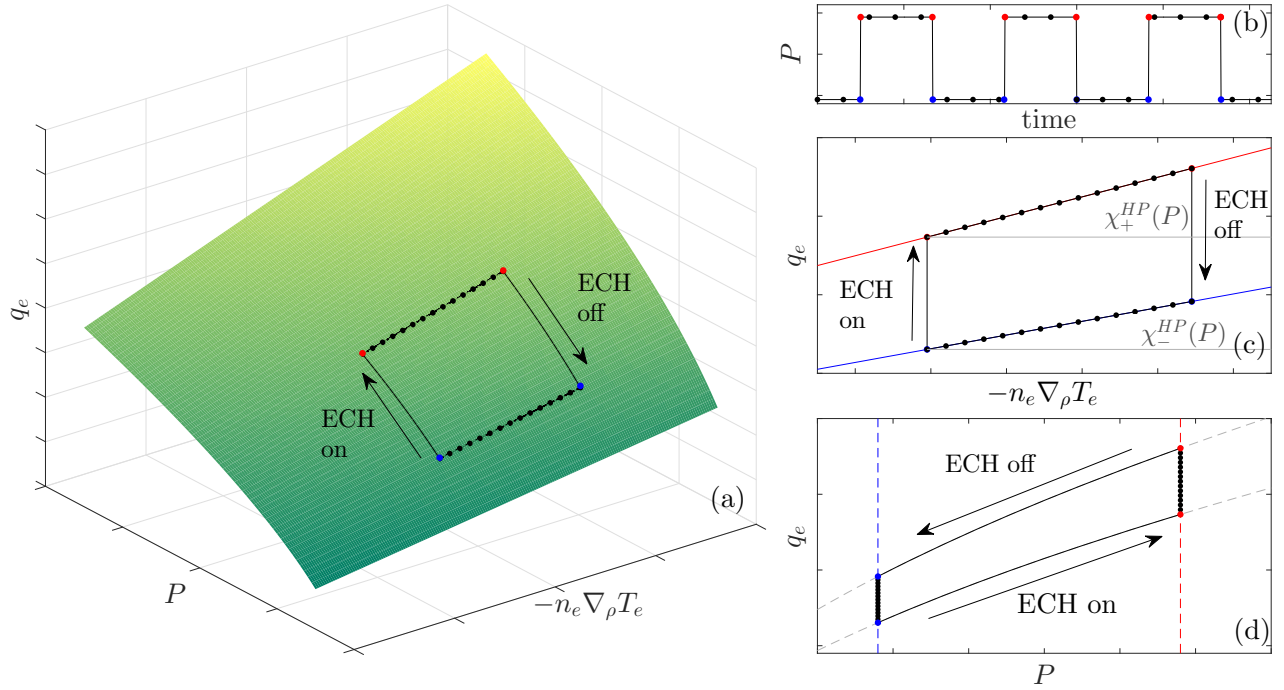 q_e
P
−n_e∇_ρT_e
ECH
on
ECH
off
(a)
P
time
(b)
q_e
−n_e∇_ρT_e
ECH
on
ECH
off
χ_+^{HP}(P)
χ_−^{HP}(P)
(c)
q_e
P
ECH off
ECH on
(d)